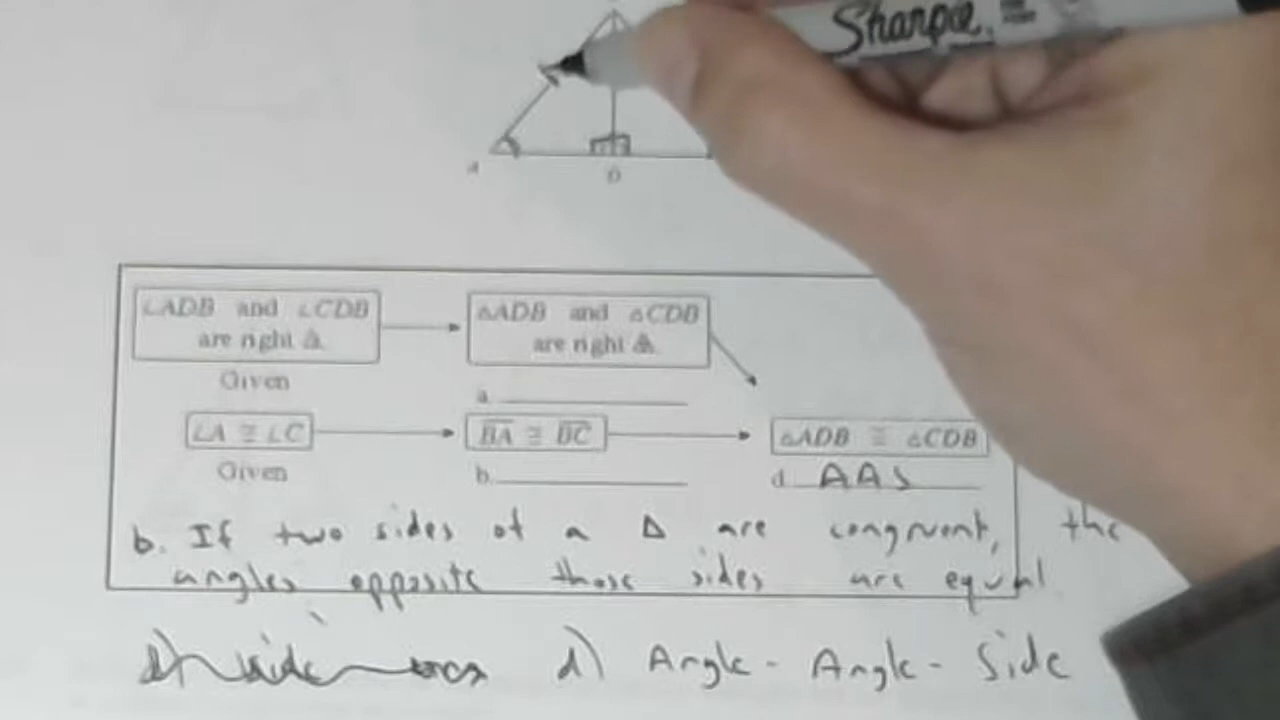 Sharpie.
A
D
∠ADB and ∠CDB
are right ∠s.
Given
△ADB and △CDB
are right △s.
a.
∠A ≅ ∠C
Given
BA ≅ BC
b.
△ADB ≅ △CDB
d. AAS
b. If two sides of a △ are congruent, the
angles opposite those sides are equal
d) Angle - Angle - Side